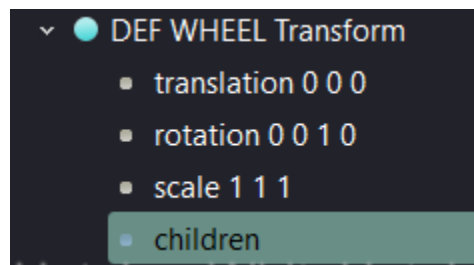 DEF WHEEL Transform
translation 0 0 0
rotation 0 0 1 0
scale 1 1 1
children